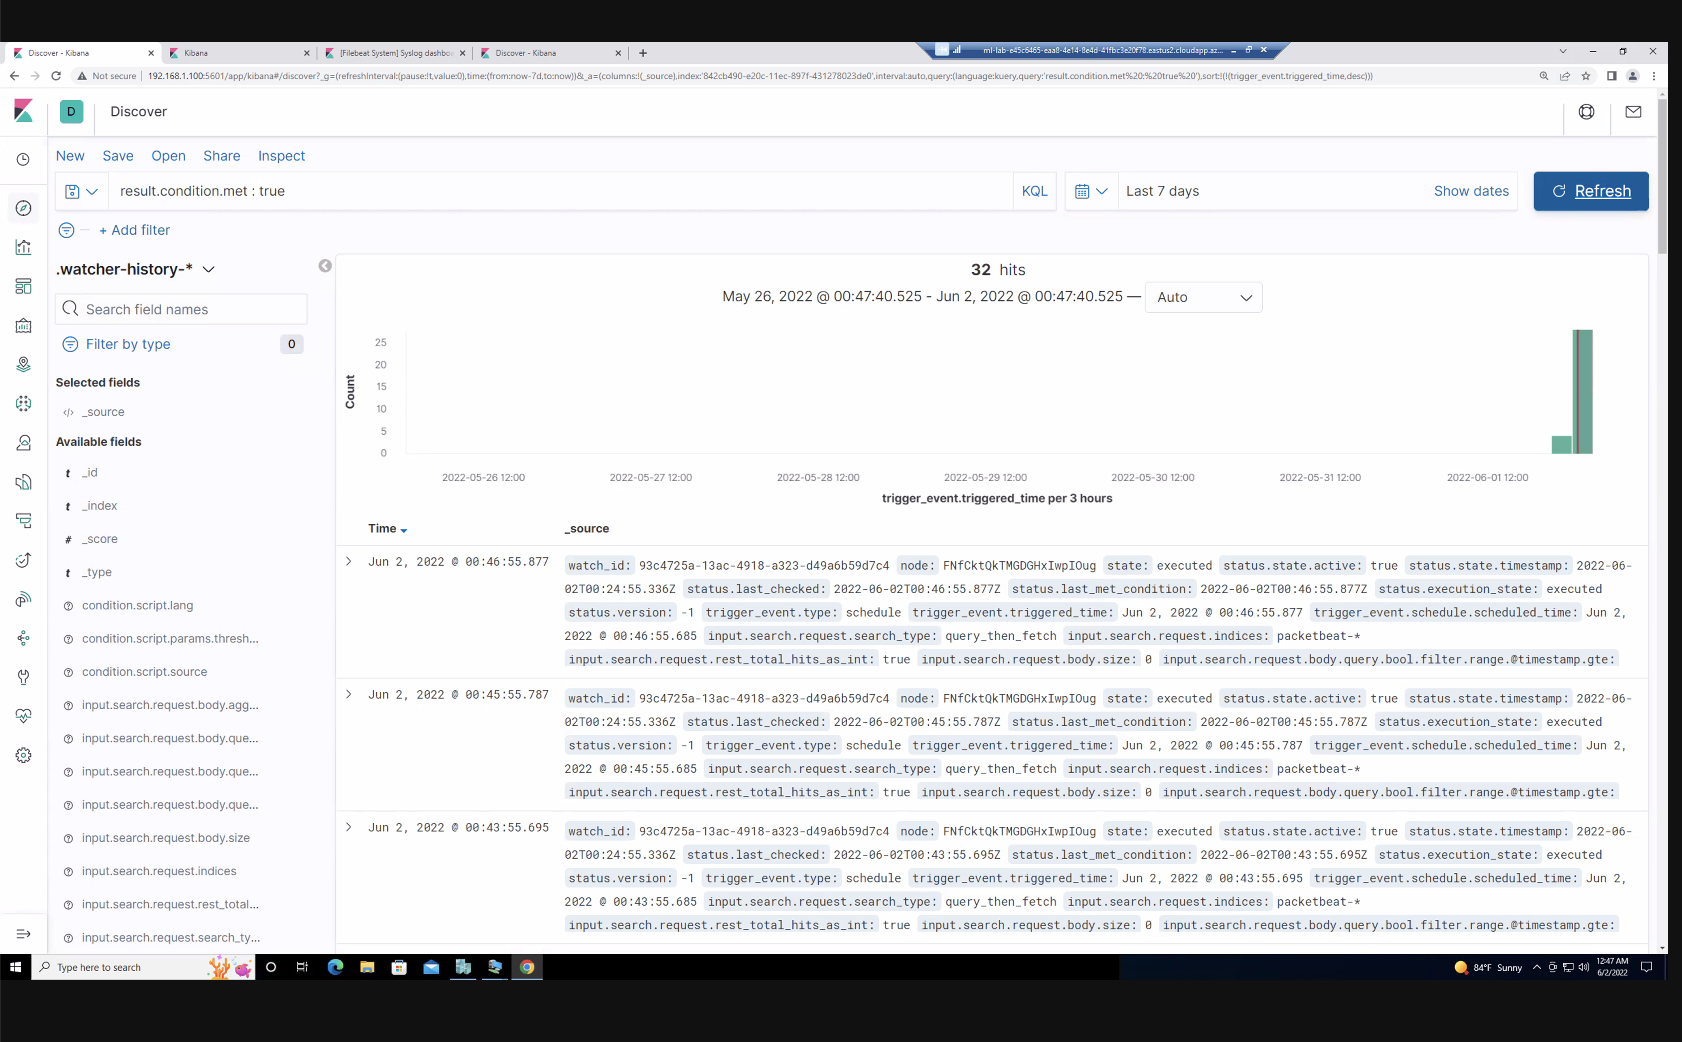 Discover - Kibana
Kibana
[Filebeat System] Syslog dashbo
Discover - Kibana
ml-lab-e45c6465-eaa8-4e14-8e4d-41fbc3e20f78.eastus2.cloudapp.az...
Not secure
192.168.1.100:5601/app/kibana#/discover?_g=(refreshInterval:(pause:!t,value:0),time:(from:now-7d,to:now))&_a=(columns:!(_source),index:'842cb490-e20c-11ec-897f-431278023de0',interval:auto,query:(language:kuery,query:'result.condition.met%20:%20true%20'),sort:!(!(trigger_event.triggered_time,desc)))
D
Discover
New Save Open Share Inspect
result.condition.met : true
KQL
Last 7 days
Show dates
Refresh
+ Add filter
.watcher-history-*
Search field names
Filter by type 0
Selected fields
</> _source
Available fields
t _id
t _index
# _score
t _type
condition.script.lang
condition.script.params.thresh...
condition.script.source
input.search.request.body.agg...
input.search.request.body.que...
input.search.request.body.que...
input.search.request.body.que...
input.search.request.body.size
input.search.request.indices
input.search.request.rest_total...
input.search.request.search_ty...
32 hits
May 26, 2022 @ 00:47:40.525 - Jun 2, 2022 @ 00:47:40.525 — Auto
Count
25
20
15
10
5
0
2022-05-26 12:00 2022-05-27 12:00 2022-05-28 12:00 2022-05-29 12:00 2022-05-30 12:00 2022-05-31 12:00 2022-06-01 12:00
trigger_event.triggered_time per 3 hours
Time _source
Jun 2, 2022 @ 00:46:55.877
watch_id: 93c4725a-13ac-4918-a323-d49a6b59d7c4 node: FNfCktQkTMGDGHxIwpIOug state: executed status.state.active: true status.state.timestamp: 2022-06-
02T00:24:55.336Z status.last_checked: 2022-06-02T00:46:55.877Z status.last_met_condition: 2022-06-02T00:46:55.877Z status.execution_state: executed
status.version: -1 trigger_event.type: schedule trigger_event.triggered_time: Jun 2, 2022 @ 00:46:55.877 trigger_event.schedule.scheduled_time: Jun 2,
2022 @ 00:46:55.685 input.search.request.search_type: query_then_fetch input.search.request.indices: packetbeat-*
input.search.request.rest_total_hits_as_int: true input.search.request.body.size: 0 input.search.request.body.query.bool.filter.range.@timestamp.gte:
Jun 2, 2022 @ 00:45:55.787
watch_id: 93c4725a-13ac-4918-a323-d49a6b59d7c4 node: FNfCktQkTMGDGHxIwpIOug state: executed status.state.active: true status.state.timestamp: 2022-06-
02T00:24:55.336Z status.last_checked: 2022-06-02T00:45:55.787Z status.last_met_condition: 2022-06-02T00:45:55.787Z status.execution_state: executed
status.version: -1 trigger_event.type: schedule trigger_event.triggered_time: Jun 2, 2022 @ 00:45:55.787 trigger_event.schedule.scheduled_time: Jun 2,
2022 @ 00:45:55.685 input.search.request.search_type: query_then_fetch input.search.request.indices: packetbeat-*
input.search.request.rest_total_hits_as_int: true input.search.request.body.size: 0 input.search.request.body.query.bool.filter.range.@timestamp.gte:
Jun 2, 2022 @ 00:43:55.695
watch_id: 93c4725a-13ac-4918-a323-d49a6b59d7c4 node: FNfCktQkTMGDGHxIwpIOug state: executed status.state.active: true status.state.timestamp: 2022-06-
02T00:24:55.336Z status.last_checked: 2022-06-02T00:43:55.695Z status.last_met_condition: 2022-06-02T00:43:55.695Z status.execution_state: executed
status.version: -1 trigger_event.type: schedule trigger_event.triggered_time: Jun 2, 2022 @ 00:43:55.695 trigger_event.schedule.scheduled_time: Jun 2,
2022 @ 00:43:55.685 input.search.request.search_type: query_then_fetch input.search.request.indices: packetbeat-*
input.search.request.rest_total_hits_as_int: true input.search.request.body.size: 0 input.search.request.body.query.bool.filter.range.@timestamp.gte:
Type here to search
84°F Sunny
12:47 AM
6/2/2022